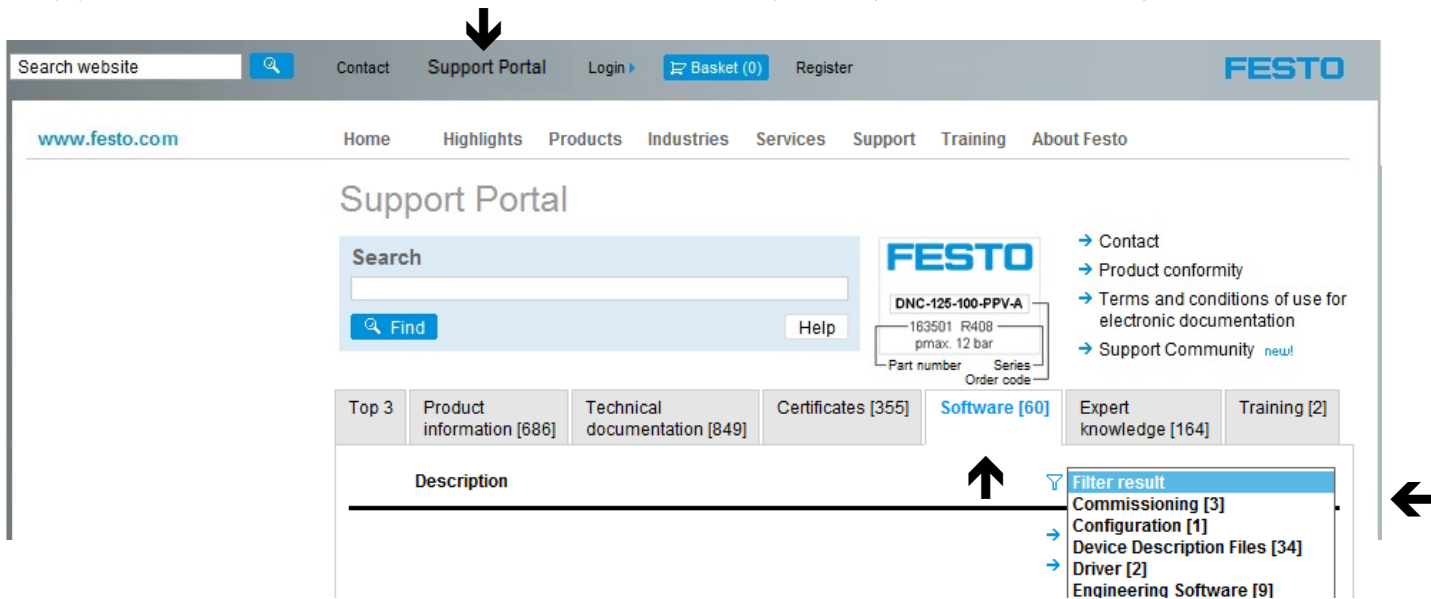 Search website
Contact Support Portal Login Basket (0) Register
FESTO
www.festo.com
Home Highlights Products Industries Services Support Training About Festo
Support Portal
Search
Find
Help
FESTO
DNC-125-100-PPV-A
163501 R408
pmax. 12 bar
Part number Series
Order code
Contact
Product conformity
Terms and conditions of use for
electronic documentation
Support Community new!
Top 3
Product
information [686]
Technical
documentation [849]
Certificates [355]
Software [60]
Expert
knowledge [164]
Training [2]
Description
Filter result
Commissioning [3]
Configuration [1]
Device Description Files [34]
Driver [2]
Engineering Software [9]